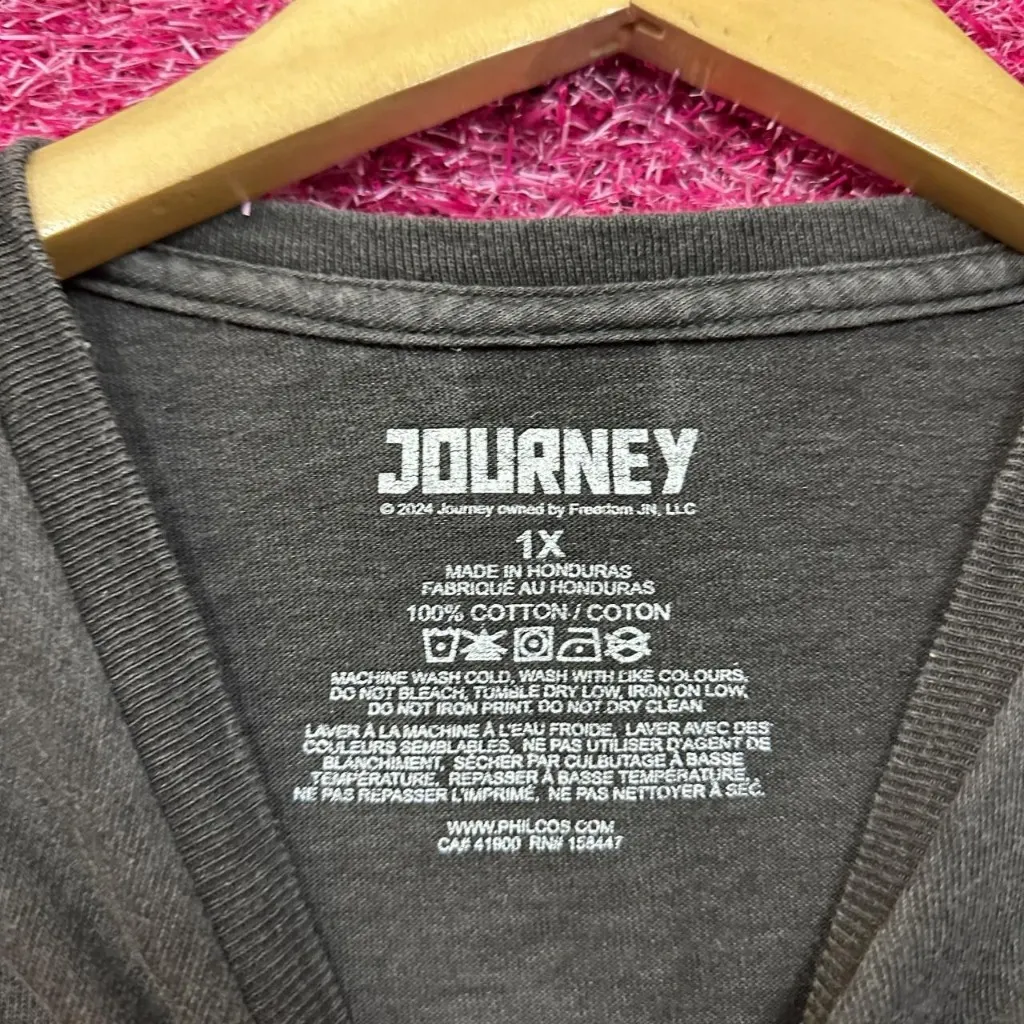 JOURNEY
© 2024 Journey owned by Freedom JN, LLC
1X
MADE IN HONDURAS
FABRIQUÉ AU HONDURAS
100% COTTON / COTON
MACHINE WASH COLD, WASH WITH LIKE COLOURS.
DO NOT BLEACH, TUMBLE DRY LOW, IRON ON LOW,
DO NOT IRON PRINT, DO NOT DRY CLEAN.
LAVER À LA MACHINE À L'EAU FROIDE, LAVER AVEC DES
COULEURS SEMBLABLES, NE PAS UTILISER D'AGENT DE
BLANCHIMENT, SÉCHER PAR CULBUTAGE À BASSE
TEMPÉRATURE, REPASSER À BASSE TEMPÉRATURE,
NE PAS REPASSER L'IMPRIMÉ, NE PAS NETTOYER À SEC.
WWW.PHILCOS.COM
CA# 41900 RN# 158447